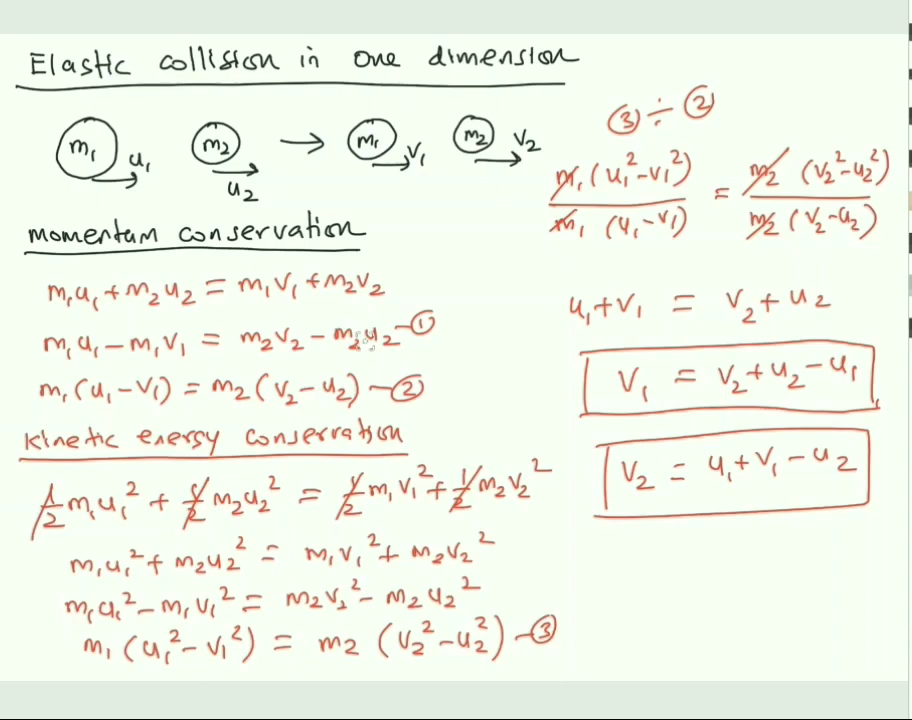 Elastic collision in one dimension
m₁ u₁ m₂ u₂ → m₁ v₁ m₂ v₂
momentum conservation
m₁u₁ + m₂u₂ = m₁v₁ + m₂v₂
m₁u₁ − m₁v₁ = m₂v₂ − m₂u₂ —①
m₁(u₁ − v₁) = m₂(v₂ − u₂) —②
Kinetic energy conservation
1/2 m₁u₁² + 1/2 m₂u₂² = 1/2 m₁v₁² + 1/2 m₂v₂²
m₁u₁² + m₂u₂² = m₁v₁² + m₂v₂²
m₁u₁² − m₁v₁² = m₂v₂² − m₂u₂²
m₁(u₁² − v₁²) = m₂(v₂² − u₂²) —③
③ ÷ ②
m₁(u₁² − v₁²) / m₁(u₁ − v₁) = m₂(v₂² − u₂²) / m₂(v₂ − u₂)
u₁ + v₁ = v₂ + u₂
v₁ = v₂ + u₂ − u₁
v₂ = u₁ + v₁ − u₂